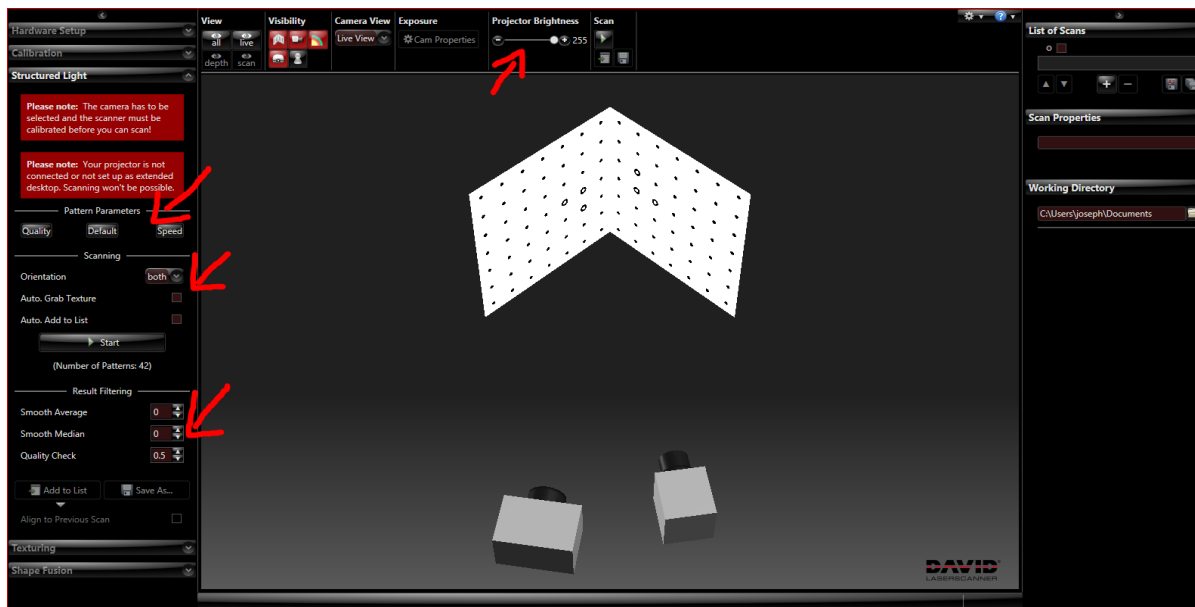 Hardware Setup
Calibration
Structured Light
Please note: The camera has to be
selected and the scanner must be
calibrated before you can scan!
Please note: Your projector is not
connected or not set up as extended
desktop. Scanning won't be possible.
Pattern Parameters
Quality Default Speed
Scanning
Orientation both
Auto. Grab Texture
Auto. Add to List
Start
(Number of Patterns: 42)
Result Filtering
Smooth Average 0
Smooth Median 0
Quality Check 0.5
Add to List Save As...
Align to Previous Scan
Texturing
Shape Fusion
View Visibility Camera View Exposure Projector Brightness Scan
all live Live View Cam Properties 255
depth scan
DAVID
LASERSCANNER
List of Scans
Scan Properties
Working Directory
C:\Users\joseph\Documents